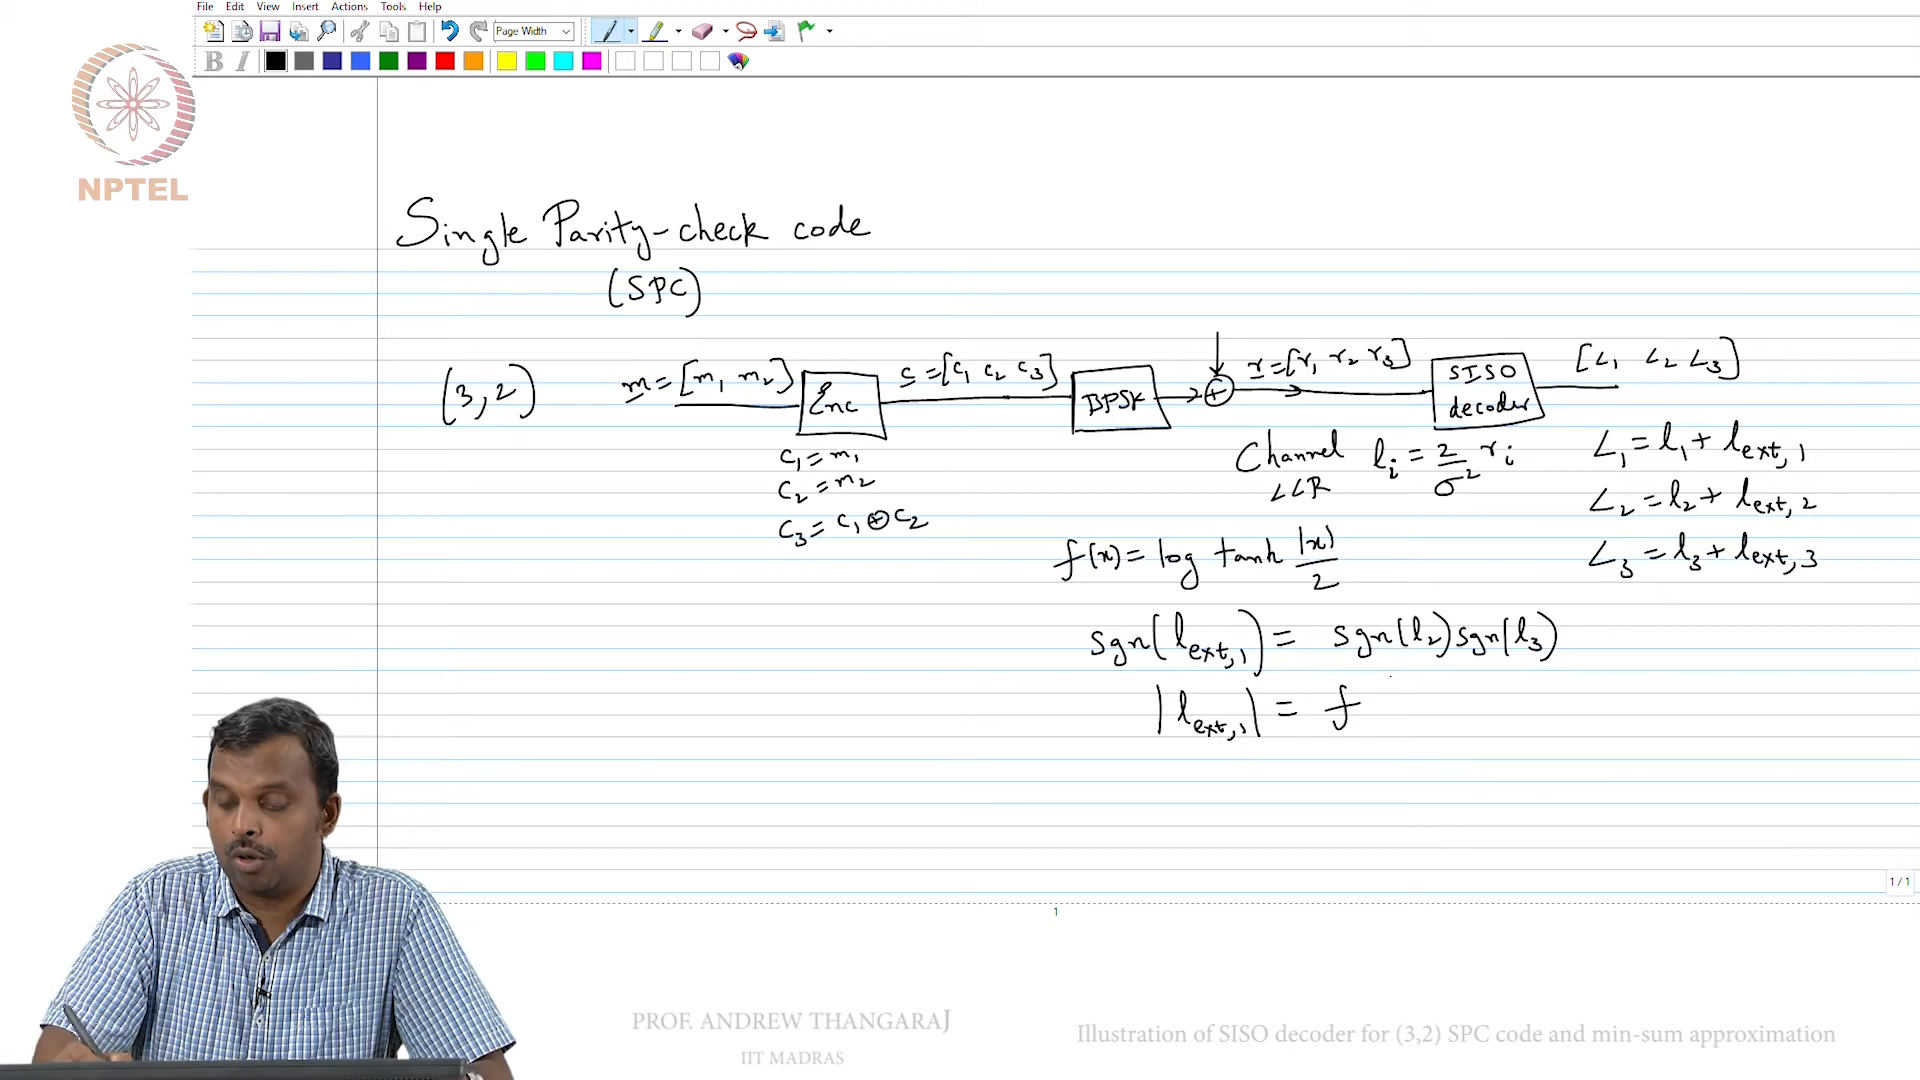 File Edit View Insert Actions Tools Help
Page Width
B I
NPTEL
Single Parity-check code
(SPC)
(3,2) m = [m₁ m₂] Enc c = [c₁ c₂ c₃] BPSK + r = [r₁ r₂ r₃] SISO decoder [L₁ L₂ L₃]
c₁ = m₁
c₂ = m₂
c₃ = c₁ ⊕ c₂
Channel LLR lᵢ = 2/σ² rᵢ
L₁ = l₁ + lext,1
L₂ = l₂ + lext,2
L₃ = l₃ + lext,3
f(x) = log tanh |x|/2
sgn(lext,1) = sgn(l₂) sgn(l₃)
|lext,1| = f
1/1
1
PROF. ANDREW THANGARAJ
IIT MADRAS
Illustration of SISO decoder for (3,2) SPC code and min-sum approximation